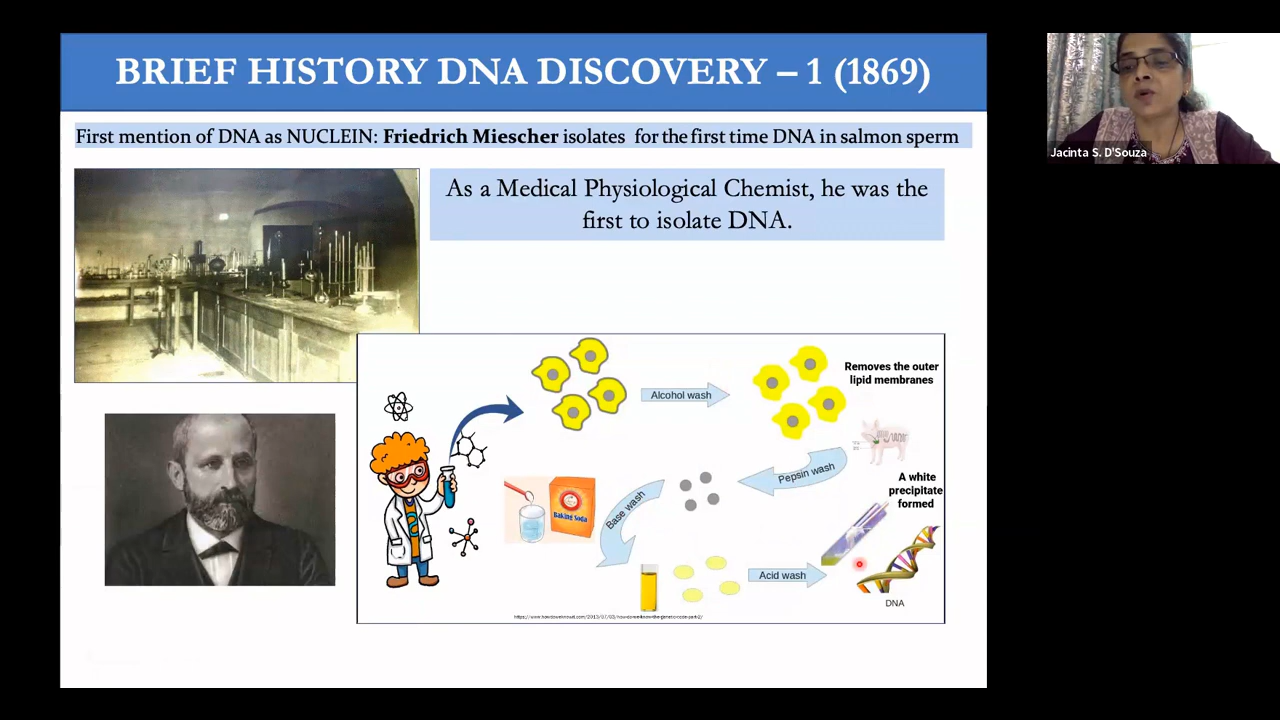 BRIEF HISTORY DNA DISCOVERY – 1 (1869)
First mention of DNA as NUCLEIN: Friedrich Miescher isolates for the first time DNA in salmon sperm
As a Medical Physiological Chemist, he was the
first to isolate DNA.
Jacinta S. D'Souza
Alcohol wash
Removes the outer
lipid membranes
Pepsin wash
A white
precipitate
formed
Base wash
Baking Soda
Acid wash
DNA